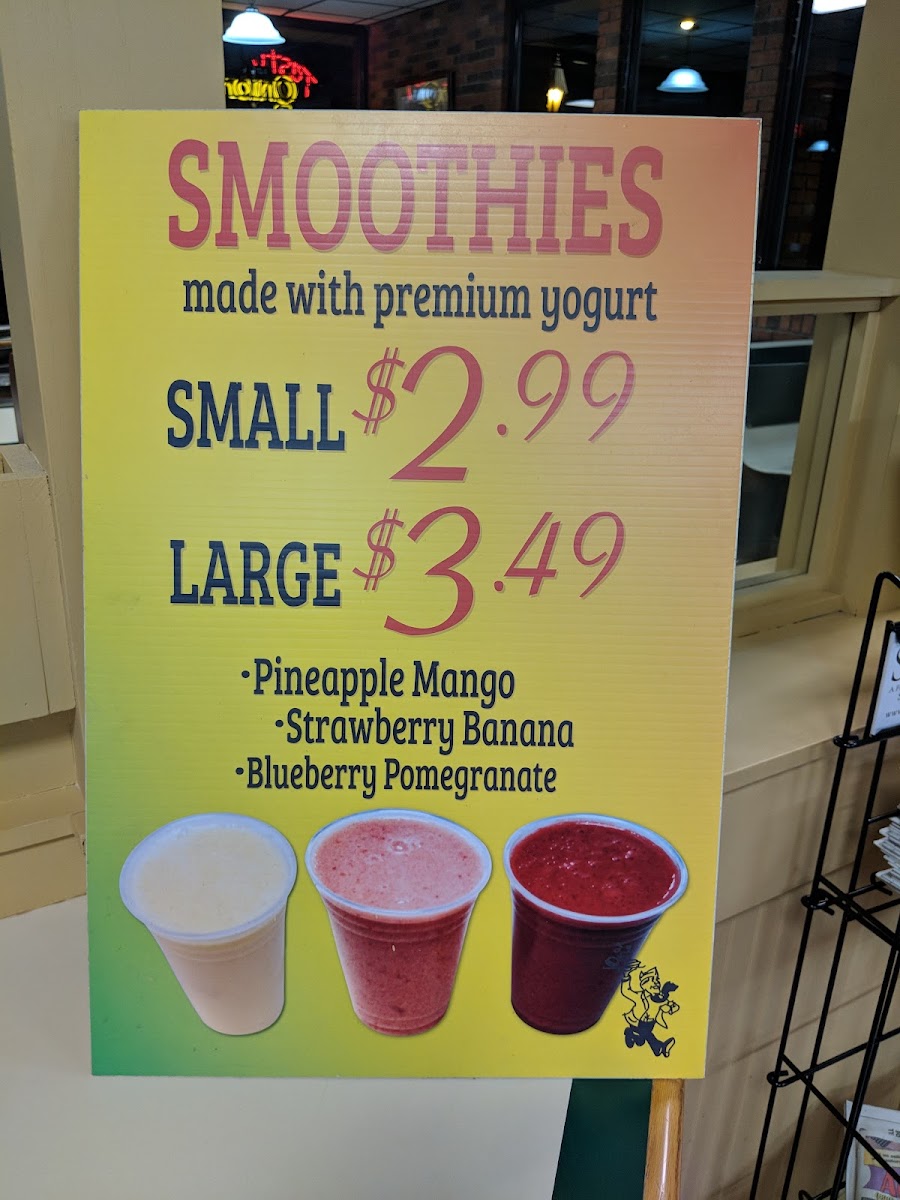 SMOOTHIES
made with premium yogurt
SMALL $2.99
LARGE $3.49
·Pineapple Mango
·Strawberry Banana
·Blueberry Pomegranate